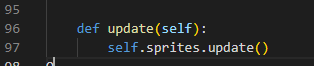 95
96 def update(self):
97 self.sprites.update()
98